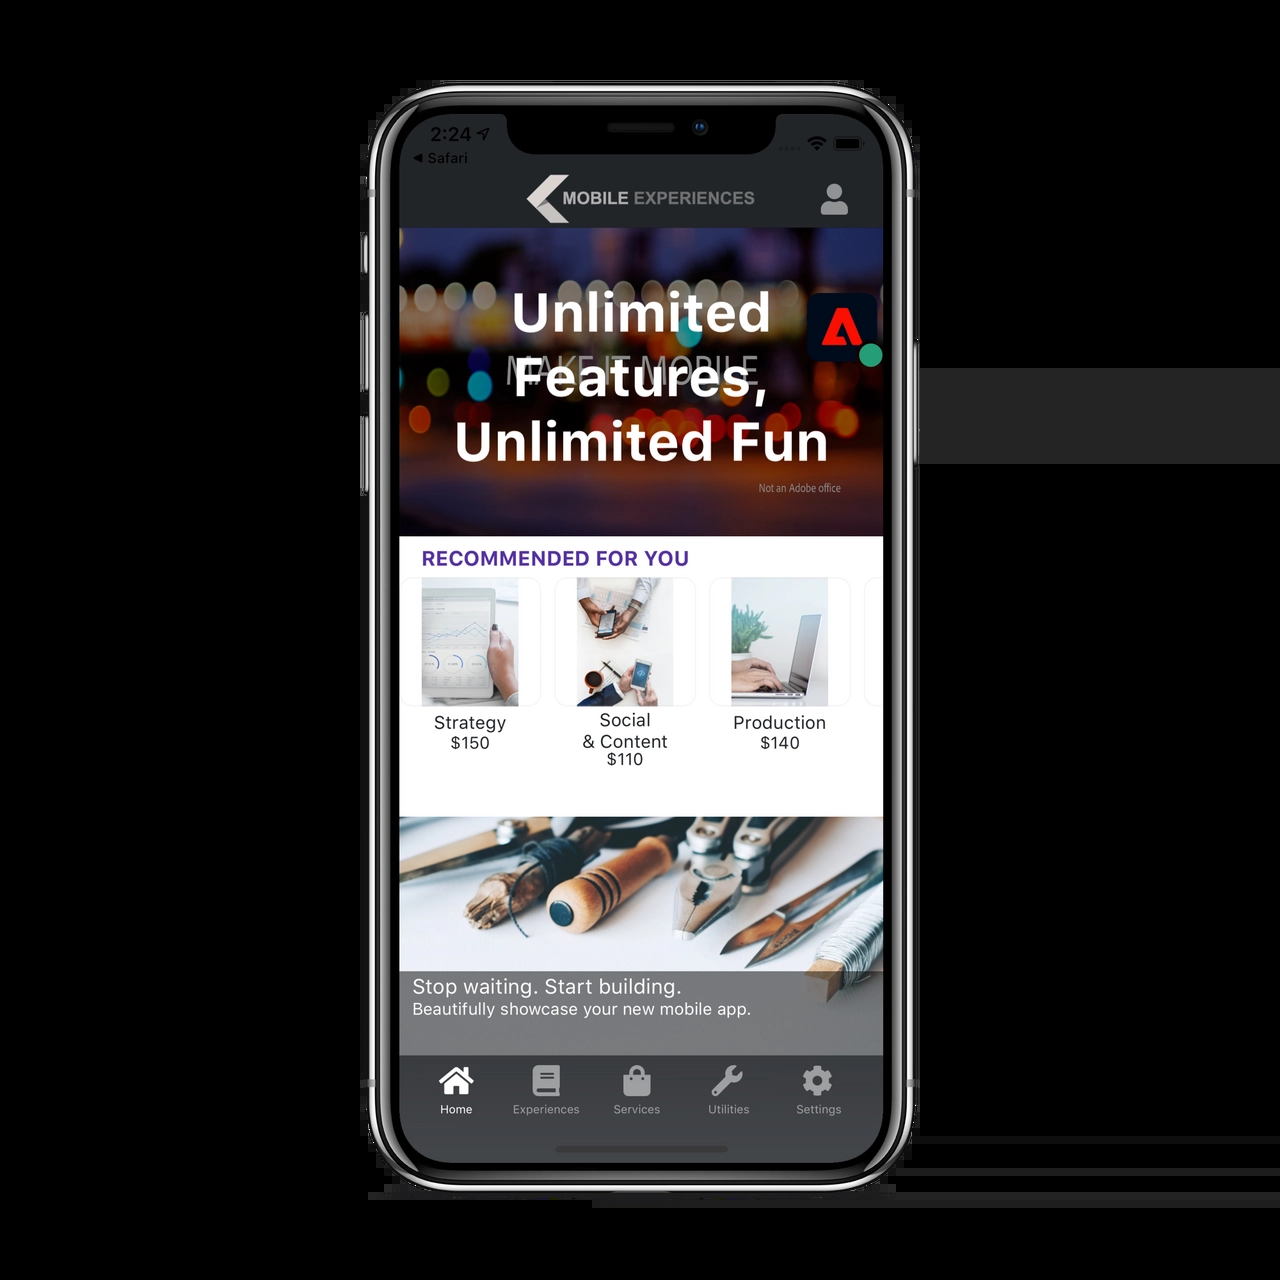 2:24
Safari
MOBILE EXPERIENCES
Unlimited
MAKE IT MOBILE
Features,
Unlimited Fun
Not an Adobe office
RECOMMENDED FOR YOU
Strategy
$150
Social
& Content
$110
Production
$140
Stop waiting. Start building.
Beautifully showcase your new mobile app.
Home
Experiences
Services
Utilities
Settings